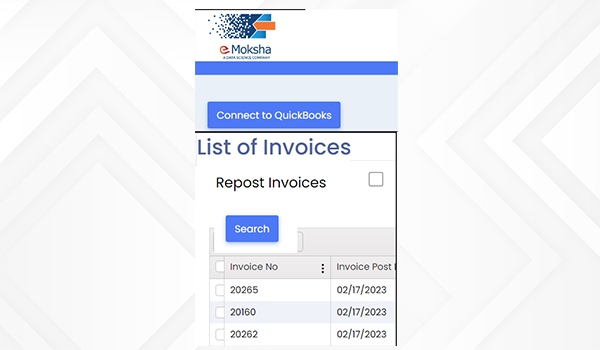 eMoksha
A DATA SCIENCE COMPANY
Connect to QuickBooks
List of Invoices
Repost Invoices
Search
Invoice No Invoice Post
20265 02/17/2023
20160 02/17/2023
20262 02/17/2023